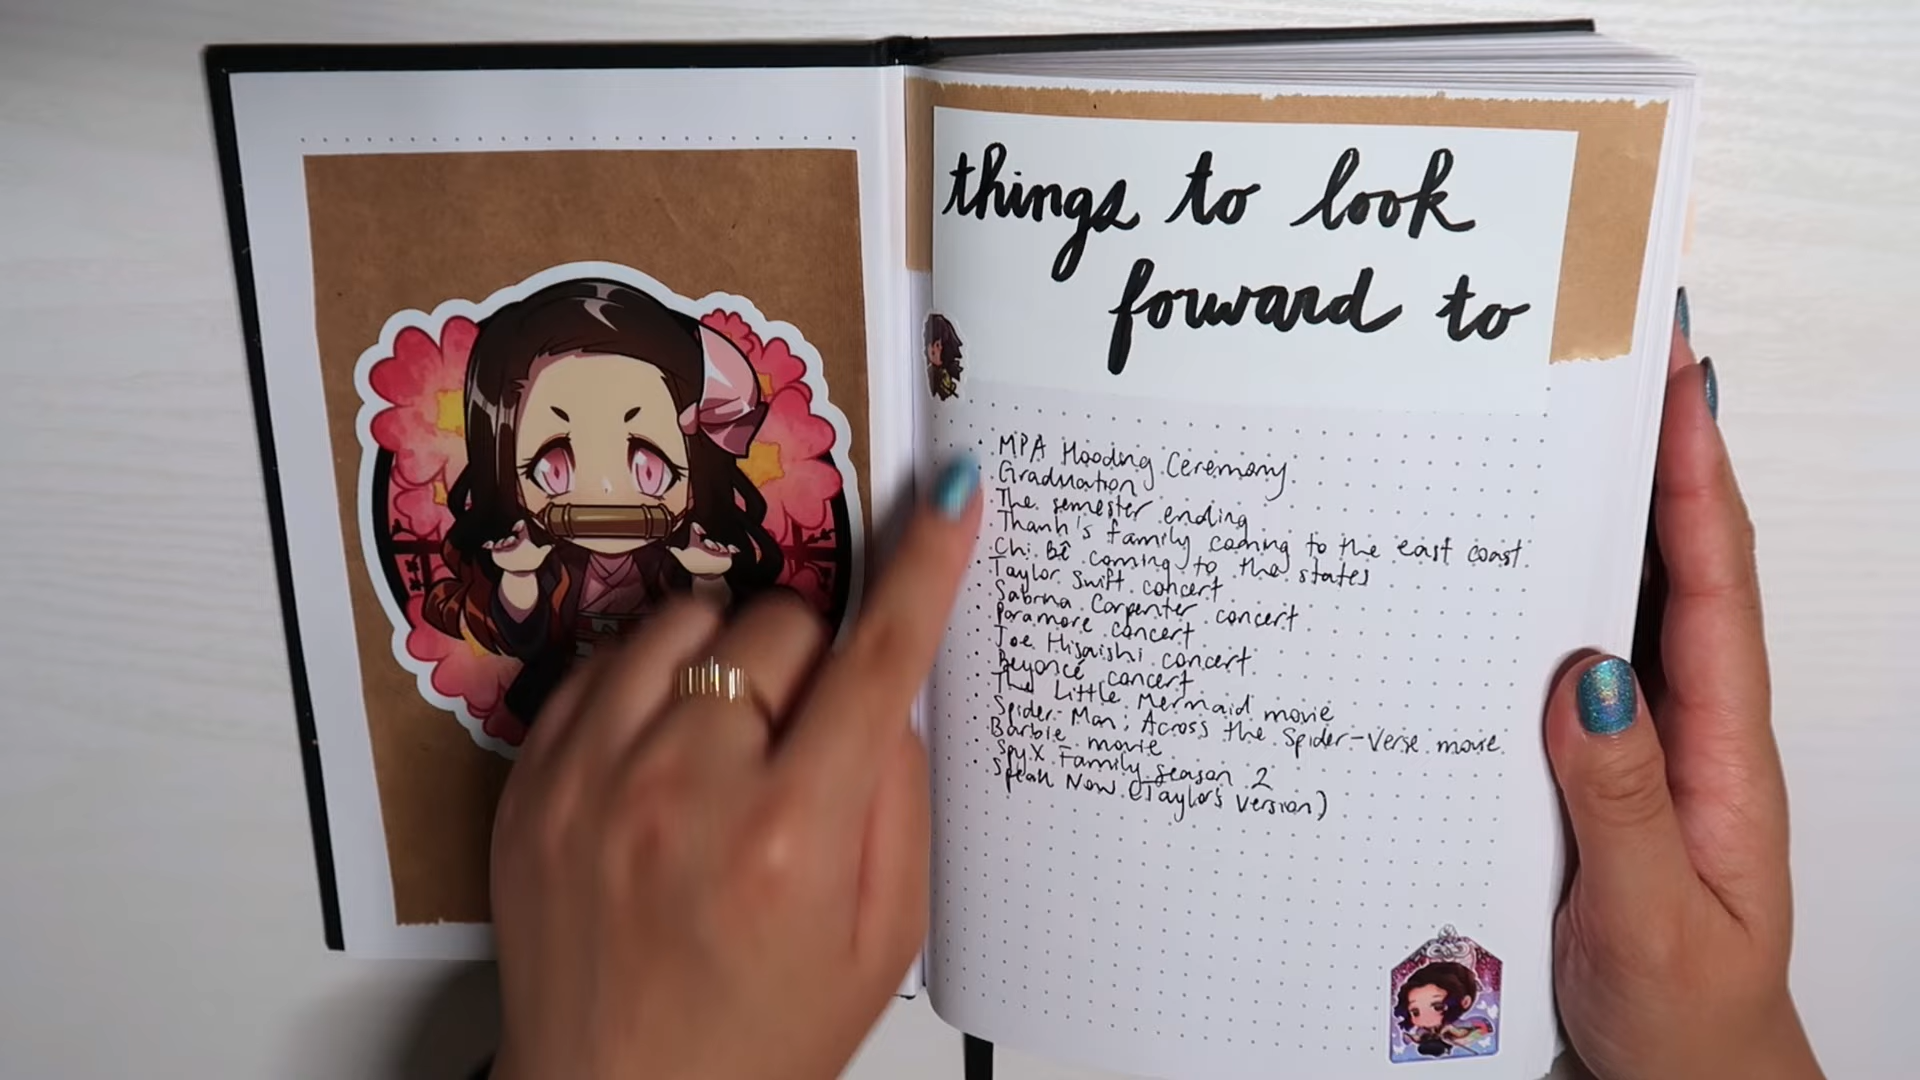 things to look
forward to
· MPA Hooding Ceremony
· Graduation
· The semester ending
· Thanh's family coming to the east coast
· Chi Bê coming to the states
· Taylor Swift concert
· Sabrina Carpenter concert
· Paramore concert
· Joe Hisaishi concert
· Beyoncé concert
· The Little Mermaid movie
· Spider-Man: Across the Spider-Verse movie
· Barbie movie
· Spy X Family season 2
· Speak Now (Taylor's Version)